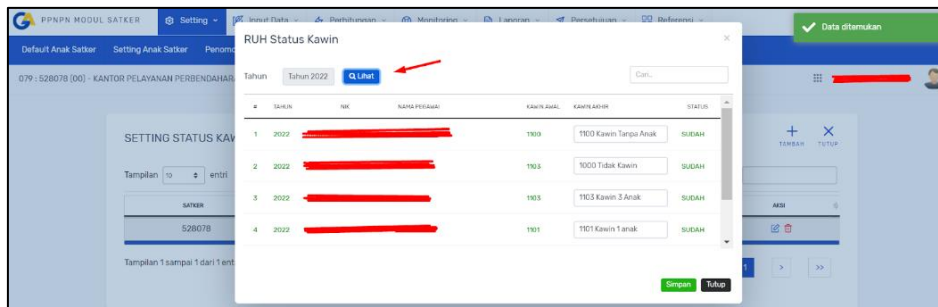 PPNPN MODUL SATKER Setting Input Data Perhitungan Monitoring Laporan Persetujuan Referensi
Data ditemukan
Default Anak Satker Setting Anak Satker Penomo
RUH Status Kawin ×
079 : 528078 (00) - KANTOR PELAYANAN PERBENDAHAR
Tahun Tahun 2022 Lihat Cari...
# TAHUN NIK NAMA PEGAWAI KAWIN AWAL KAWIN AKHIR STATUS
1 2022 1100 1100 Kawin Tanpa Anak SUDAH
2 2022 1103 1000 Tidak Kawin SUDAH
3 2022 1103 1103 Kawin 3 Anak SUDAH
4 2022 1101 1101 Kawin 1 anak SUDAH
SETTING STATUS KAW
TAMBAH TUTUP
Tampilan 10 entri
SATKER AKSI
528078
Tampilan 1 sampai 1 dari 1 ent
1 > >>
Simpan Tutup